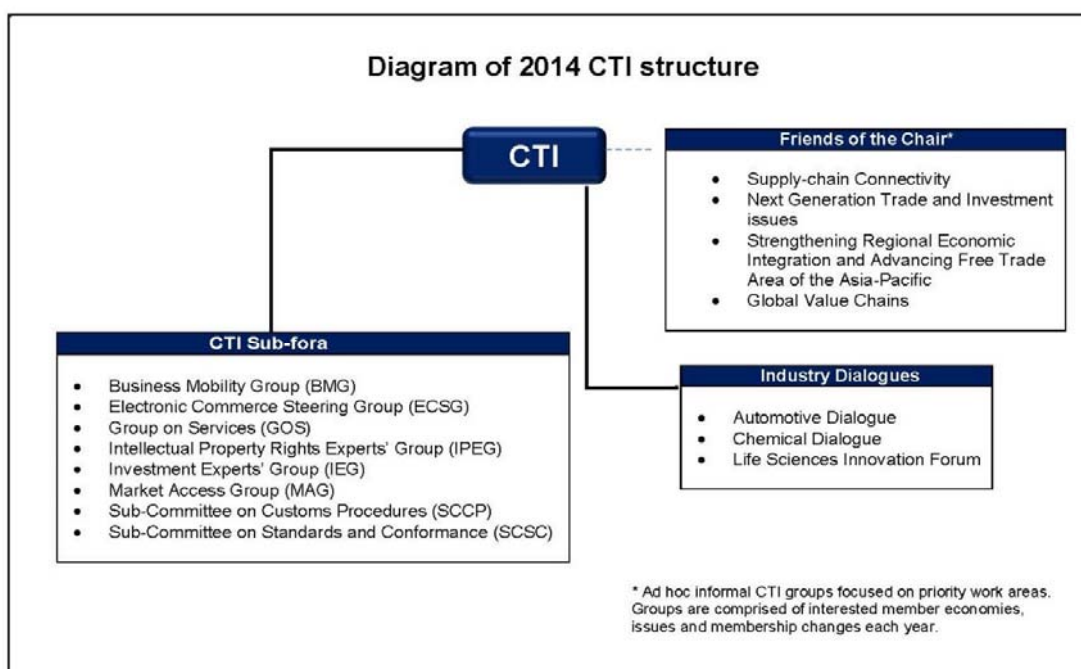 Diagram of 2014 CTI structure
CTI
Friends of the Chair*
• Supply-chain Connectivity
• Next Generation Trade and Investment
issues
• Strengthening Regional Economic
Integration and Advancing Free Trade
Area of the Asia-Pacific
• Global Value Chains
CTI Sub-fora
• Business Mobility Group (BMG)
• Electronic Commerce Steering Group (ECSG)
• Group on Services (GOS)
• Intellectual Property Rights Experts' Group (IPEG)
• Investment Experts' Group (IEG)
• Market Access Group (MAG)
• Sub-Committee on Customs Procedures (SCCP)
• Sub-Committee on Standards and Conformance (SCSC)
Industry Dialogues
• Automotive Dialogue
• Chemical Dialogue
• Life Sciences Innovation Forum
* Ad hoc informal CTI groups focused on priority work areas.
Groups are comprised of interested member economies,
issues and membership changes each year.